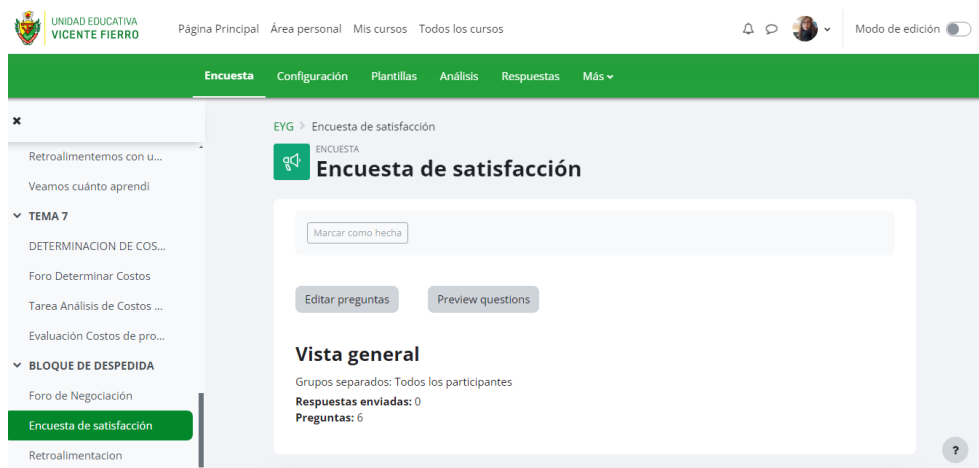 UNIDAD EDUCATIVA
VICENTE FIERRO
Página Principal Área personal Mis cursos Todos los cursos
Modo de edición
Encuesta Configuración Plantillas Análisis Respuestas Más
EYG > Encuesta de satisfacción
ENCUESTA
Encuesta de satisfacción
Retroalimentemos con u...
Veamos cuánto aprendi
TEMA 7
DETERMINACION DE COS...
Foro Determinar Costos
Tarea Análisis de Costos ...
Evaluación Costos de pro...
BLOQUE DE DESPEDIDA
Foro de Negociación
Encuesta de satisfacción
Retroalimentacion
Marcar como hecha
Editar preguntas Preview questions
Vista general
Grupos separados: Todos los participantes
Respuestas enviadas: 0
Preguntas: 6
?